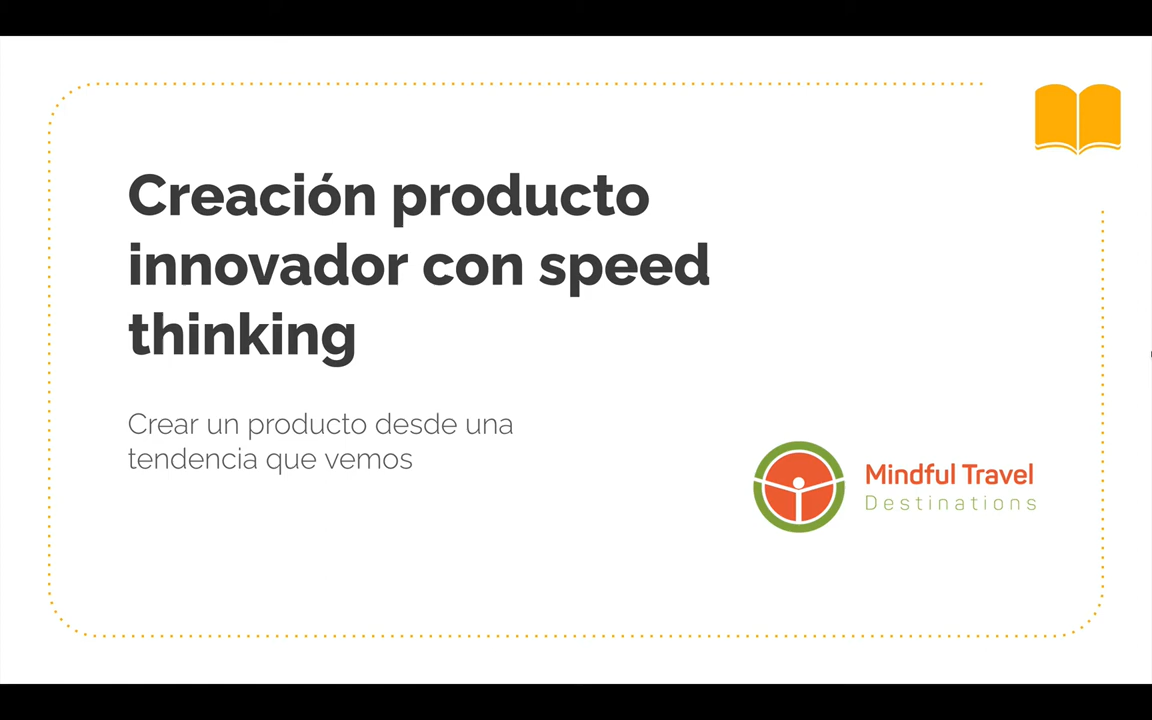 Creación producto
innovador con speed
thinking
Crear un producto desde una
tendencia que vemos
Mindful Travel
Destinations